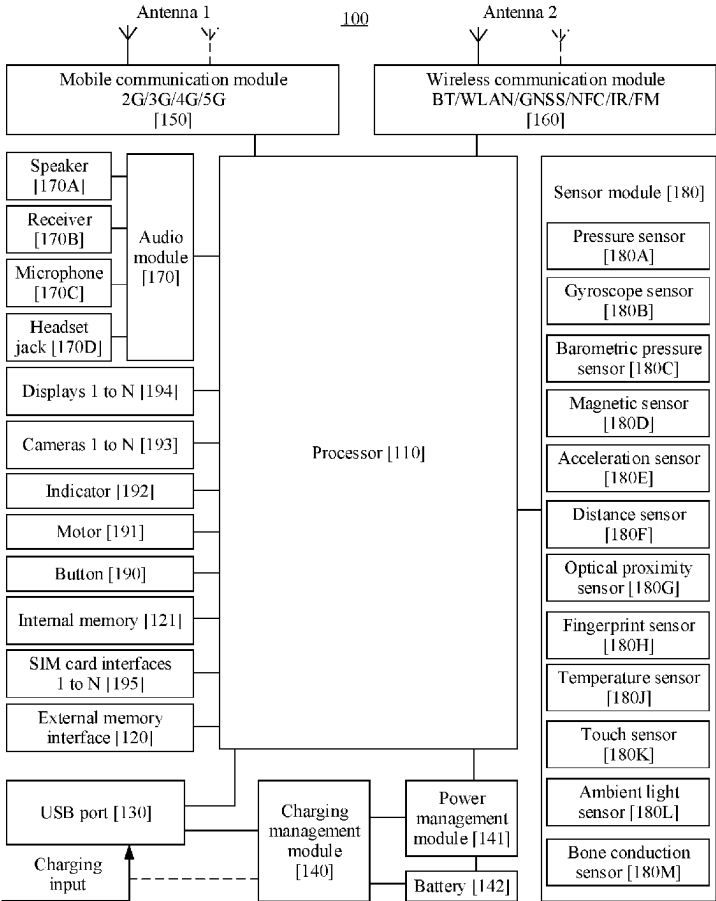 Antenna 1
100
Antenna 2
Mobile communication module
2G/3G/4G/5G
[150]
Wireless communication module
BT/WLAN/GNSS/NFC/IR/FM
[160]
Speaker
[170A]
Receiver
[170B]
Microphone
[170C]
Headset
jack [170D]
Audio
module
[170]
Displays 1 to N [194]
Cameras 1 to N [193]
Indicator [192]
Motor [191]
Button [190]
Internal memory [121]
SIM card interfaces
1 to N [195]
External memory
interface [120]
Processor [110]
Sensor module [180]
Pressure sensor
[180A]
Gyroscope sensor
[180B]
Barometric pressure
sensor [180C]
Magnetic sensor
[180D]
Acceleration sensor
[180E]
Distance sensor
[180F]
Optical proximity
sensor [180G]
Fingerprint sensor
[180H]
Temperature sensor
[180J]
Touch sensor
[180K]
Ambient light
sensor [180L]
Bone conduction
sensor [180M]
USB port [130]
Charging
input
Charging
management
module
[140]
Power
management
module [141]
Battery [142]